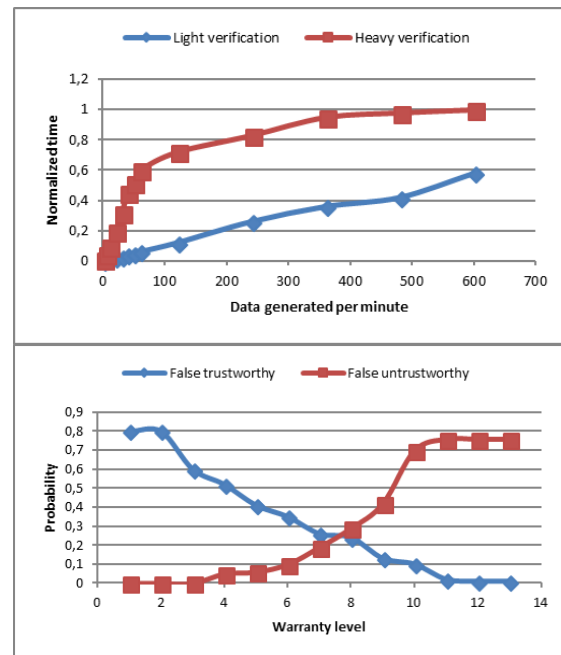 Light verification Heavy verification
1,2
1
0,8
0,6
0,4
0,2
0
Normalized time
0 100 200 300 400 500 600 700
Data generated per minute
False trustworthy False untrustworthy
0,9
0,8
0,7
0,6
0,5
0,4
0,3
0,2
0,1
0
Probability
0 2 4 6 8 10 12 14
Warranty level